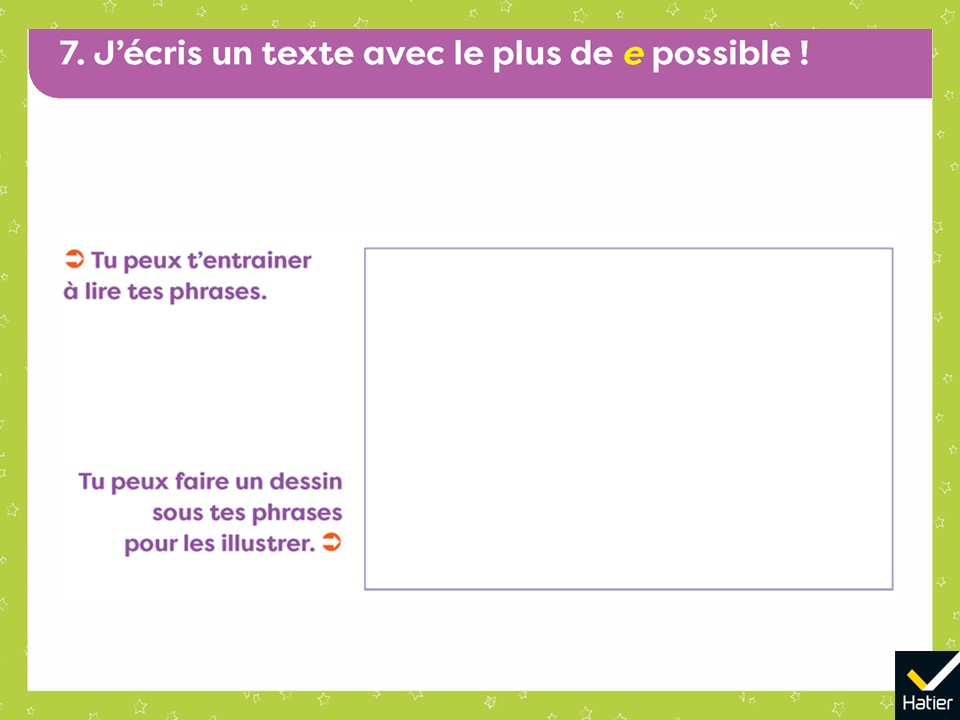 7. J'écris un texte avec le plus de e possible !
➲ Tu peux t'entrainer
à lire tes phrases.
Tu peux faire un dessin
sous tes phrases
pour les illustrer. ➲
Hatier